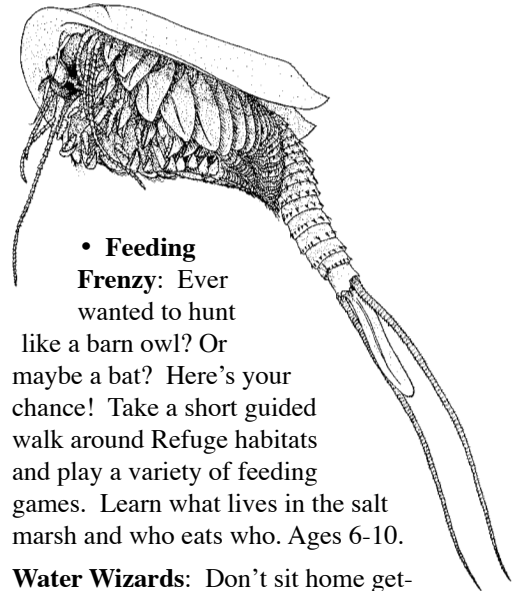 • Feeding
Frenzy: Ever
wanted to hunt
like a barn owl? Or
maybe a bat? Here's your
chance! Take a short guided
walk around Refuge habitats
and play a variety of feeding
games. Learn what lives in the salt
marsh and who eats who. Ages 6-10.
Water Wizards: Don't sit home get-